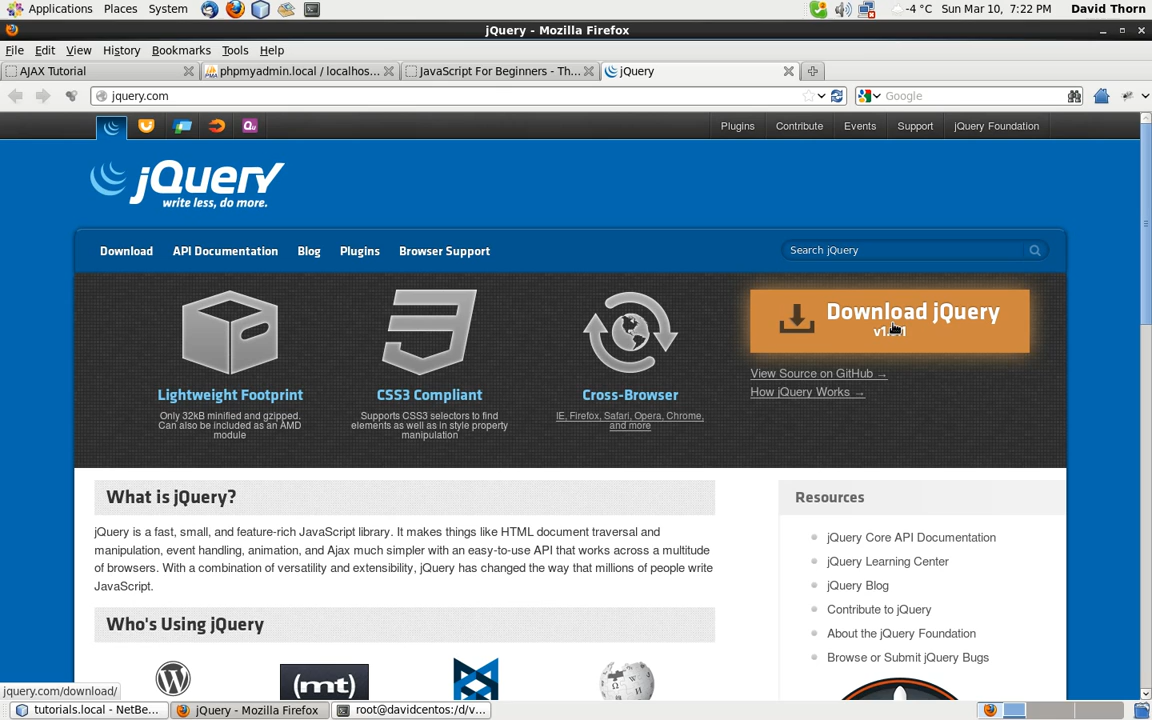 Applications Places System -4 °C Sun Mar 10, 7:22 PM David Thorn
jQuery - Mozilla Firefox
File Edit View History Bookmarks Tools Help
AJAX Tutorial phpmyadmin.local / localhos... JavaScript For Beginners - Th... jQuery
jquery.com Google
Plugins Contribute Events Support jQuery Foundation
jQuery
write less, do more.
Download API Documentation Blog Plugins Browser Support Search jQuery
Download jQuery
View Source on GitHub →
How jQuery Works →
Lightweight Footprint
Only 32kB minified and gzipped.
Can also be included as an AMD
module
CSS3 Compliant
Supports CSS3 selectors to find
elements as well as in style property
manipulation
Cross-Browser
IE, Firefox, Safari, Opera, Chrome,
and more
What is jQuery?
jQuery is a fast, small, and feature-rich JavaScript library. It makes things like HTML document traversal and
manipulation, event handling, animation, and Ajax much simpler with an easy-to-use API that works across a multitude
of browsers. With a combination of versatility and extensibility, jQuery has changed the way that millions of people write
JavaScript.
Who's Using jQuery
(mt)
Resources
jQuery Core API Documentation
jQuery Learning Center
jQuery Blog
Contribute to jQuery
About the jQuery Foundation
Browse or Submit jQuery Bugs
jquery.com/download/
tutorials.local - NetBe... jQuery - Mozilla Firefox root@davidcentos:/d/v...